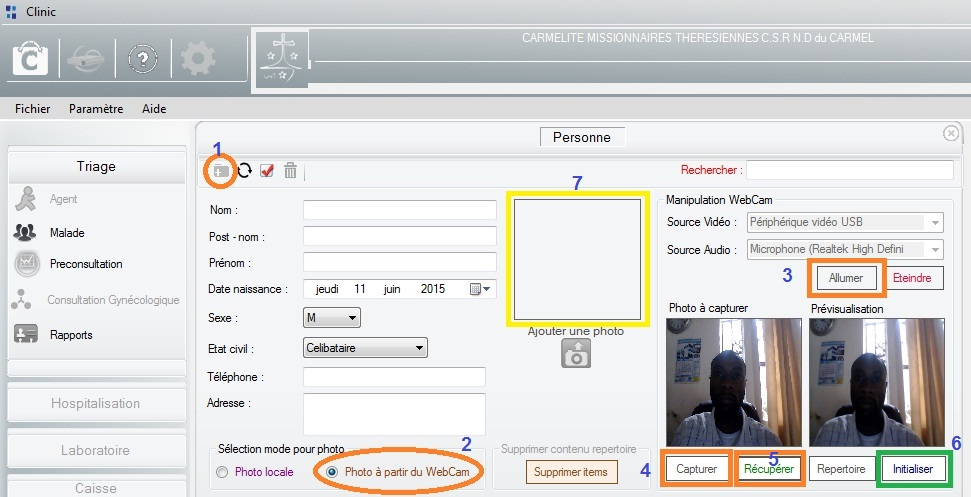 Clinic
C
?
CARMELITE MISSIONNAIRES THERESIENNES C.S.R N.D du CARMEL
Fichier Paramètre Aide
Personne
1
Triage
Agent
Malade
Preconsultation
Consultation Gynécologique
Rapports
Hospitalisation
Laboratoire
Caisse
Rechercher :
Nom :
Post - nom :
Prénom :
Date naissance : jeudi 11 juin 2015
Sexe : M
Etat civil : Celibataire
Téléphone :
Adresse :
7
Ajouter une photo
Sélection mode pour photo 2
Photo locale Photo à partir du WebCam
Supprimer contenu repertoire
Supprimer items
Manipulation WebCam
Source Vidéo : Périphérique vidéo USB
Source Audio : Microphone (Realtek High Defini
3 Allumer Eteindre
Photo à capturer Prévisualisation
4 Capturer 5 Récupérer Repertoire 6 Initialiser